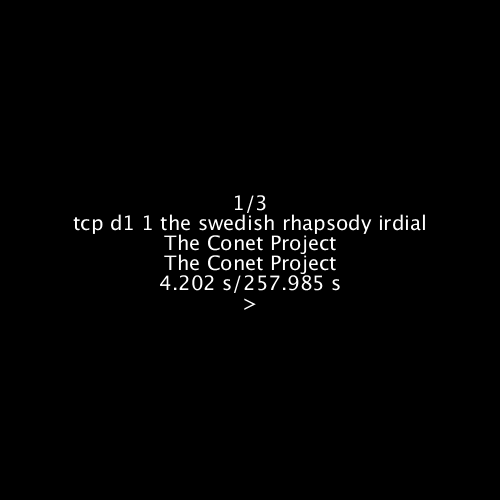 1/3
tcp d1 1 the swedish rhapsody irdial
The Conet Project
The Conet Project
4.202 s/257.985 s
>